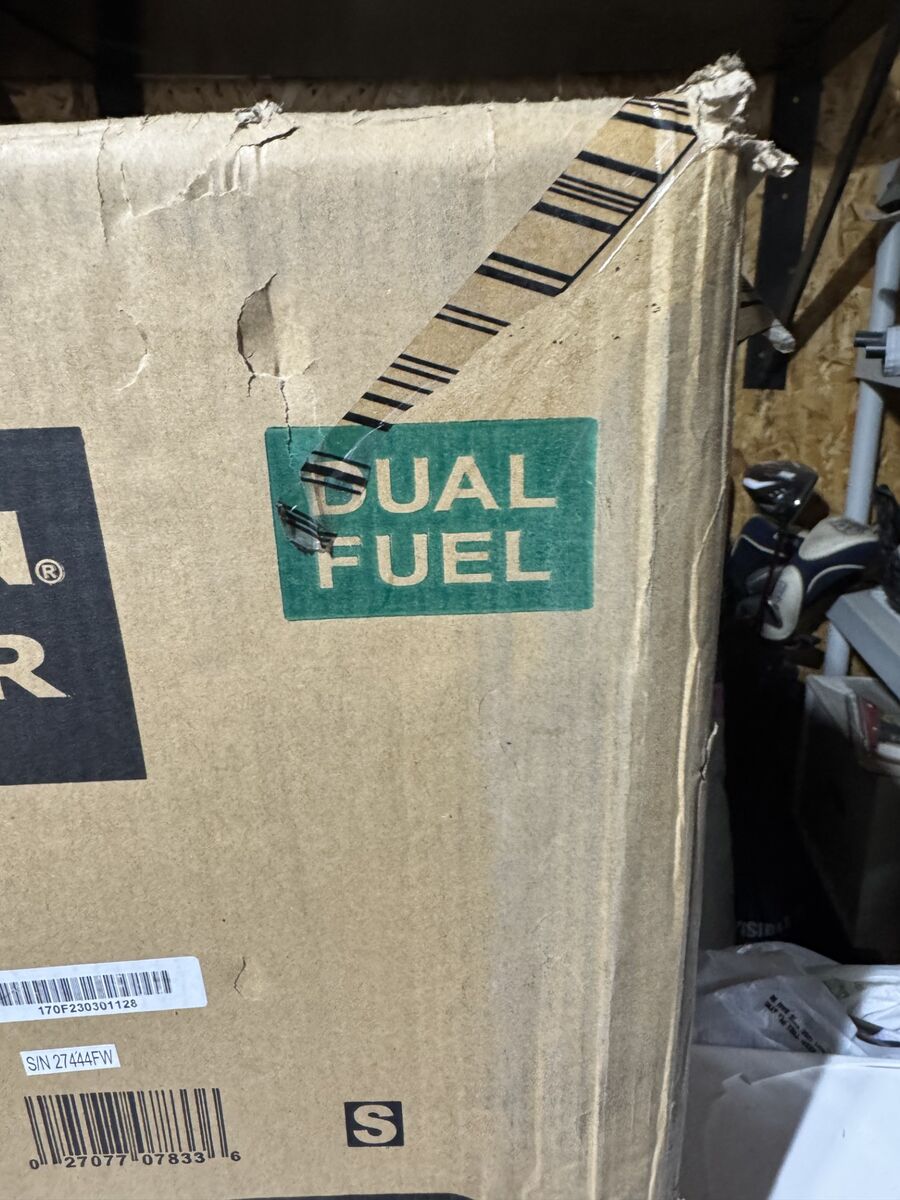 DUAL
FUEL
N®
R
170F230301128
S/N 27444FW
0 27077 07833 6
S